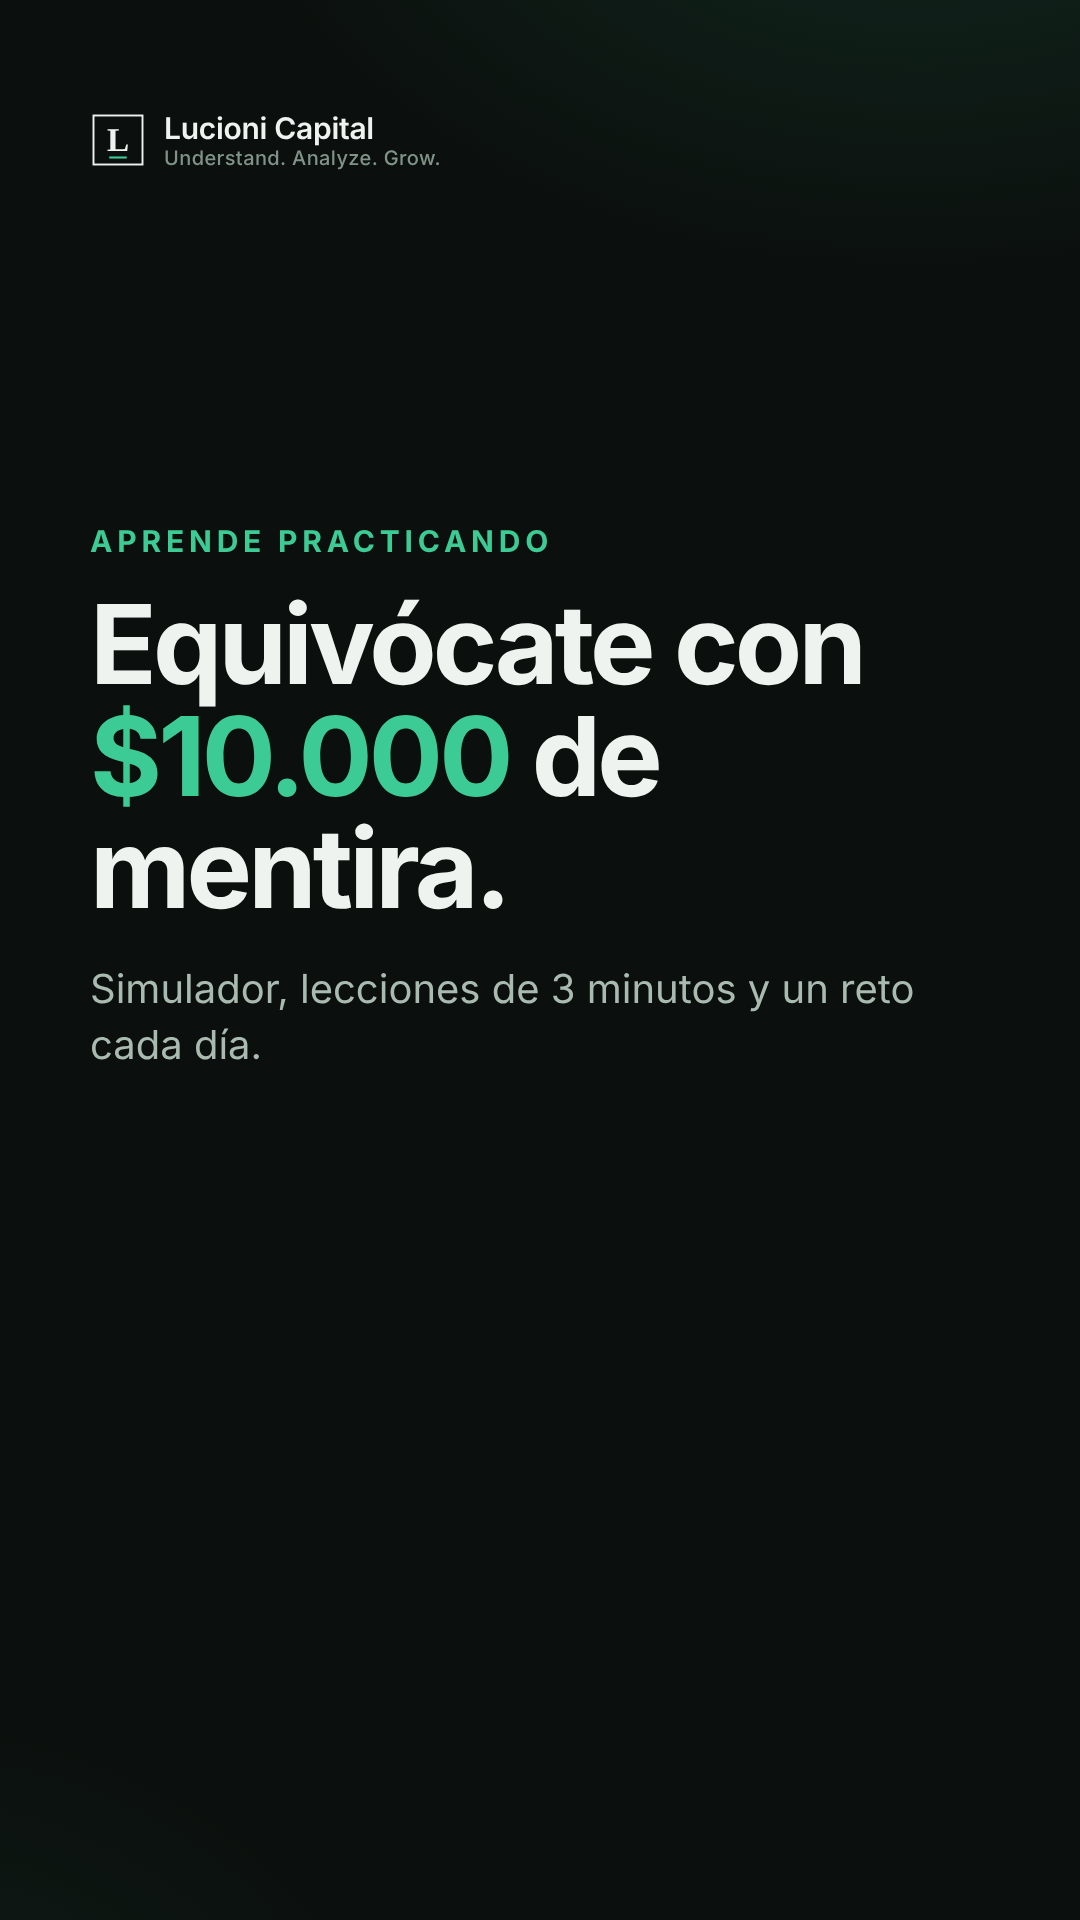 L
Lucioni Capital
Understand. Analyze. Grow.
APRENDE PRACTICANDO
Equivócate con
$10.000 de
mentira.
Simulador, lecciones de 3 minutos y un reto
cada día.